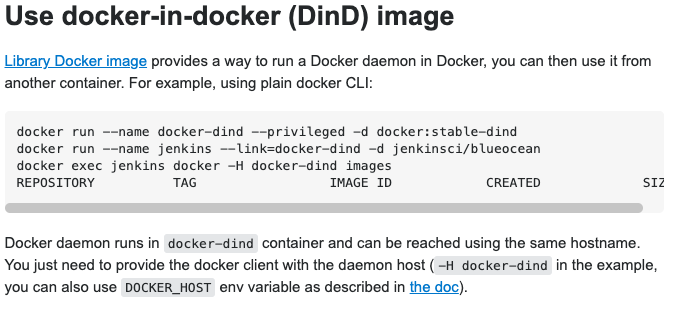 Use docker-in-docker (DinD) image
Library Docker image provides a way to run a Docker daemon in Docker, you can then use it from
another container. For example, using plain docker CLI:
docker run --name docker-dind --privileged -d docker:stable-dind
docker run --name jenkins --link=docker-dind -d jenkinsci/blueocean
docker exec jenkins docker -H docker-dind images
REPOSITORY TAG IMAGE ID CREATED SIZ
Docker daemon runs in docker-dind container and can be reached using the same hostname.
You just need to provide the docker client with the daemon host ( -H docker-dind in the example,
you can also use DOCKER_HOST env variable as described in the doc).